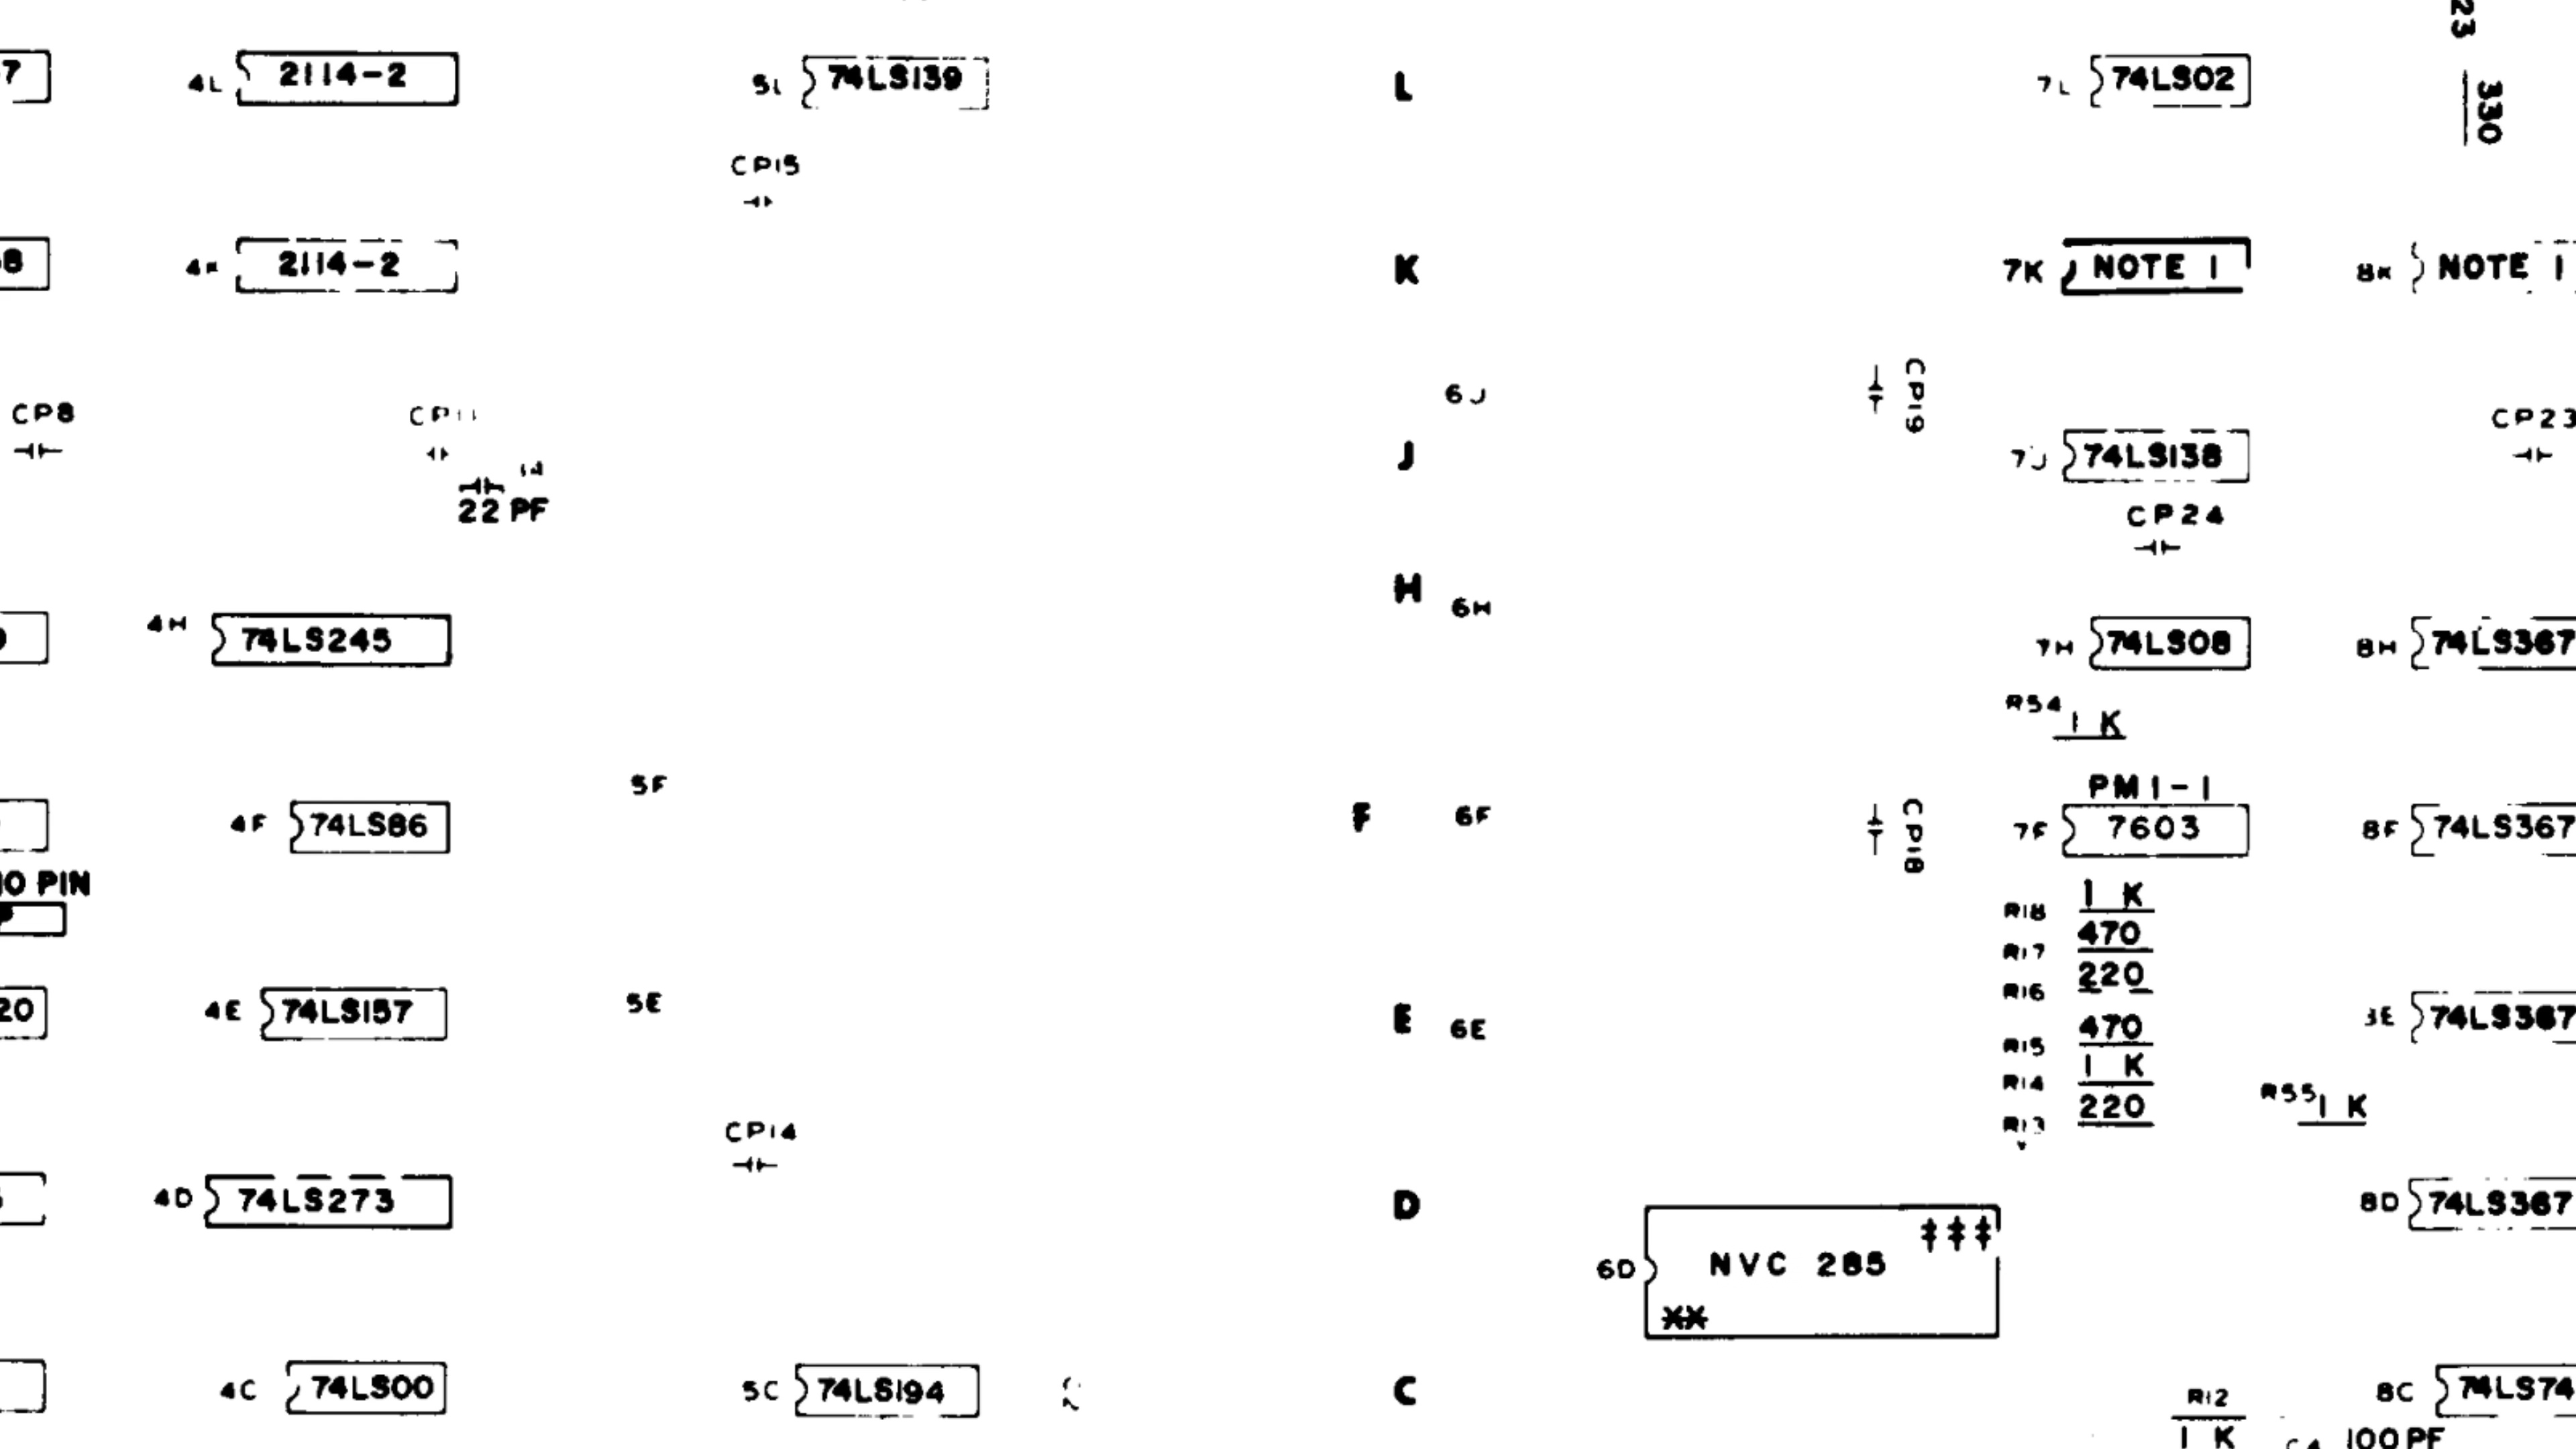 23
7
4L 2114-2
5L 74LS139
L
7L 74LS02
330
CP15
8
4K 2114-2
K
7K NOTE 1
8K NOTE 1
6J
CP19
CP8
CP11
CP23
J
7J 74LS138
22 PF
CP24
H
6H
4H 74LS245
7H 74LS08
8H 74LS367
R54 1 K
5F
PM1-1
4F 74LS86
F
6F
CP18
7F 7603
8F 74LS367
10 PIN
R18 1 K
R17 470
R16 220
5E
20
4E 74LS157
E
6E
R15 470
74LS367
R14 1 K
R13 220
R55 1 K
CP14
4D 74LS273
D
8D 74LS367
‡‡‡
6D NVC 285
**
4C 74LS00
5C 74LS194
C
8C 74LS74
R12
1 K
C4 100PF